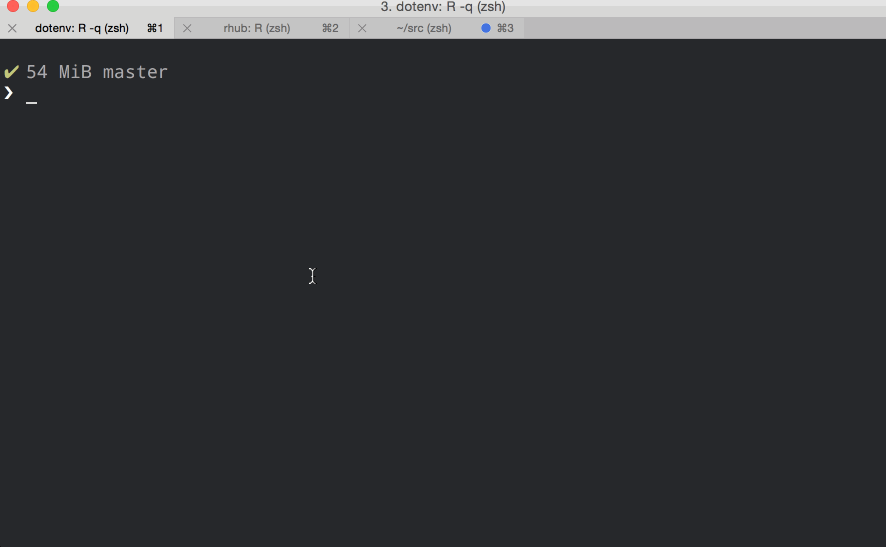 3. dotenv: R -q (zsh)
dotenv: R -q (zsh) ⌘1 rhub: R (zsh) ⌘2 ~/src (zsh) ⌘3
✔ 54 MiB master
❯ _